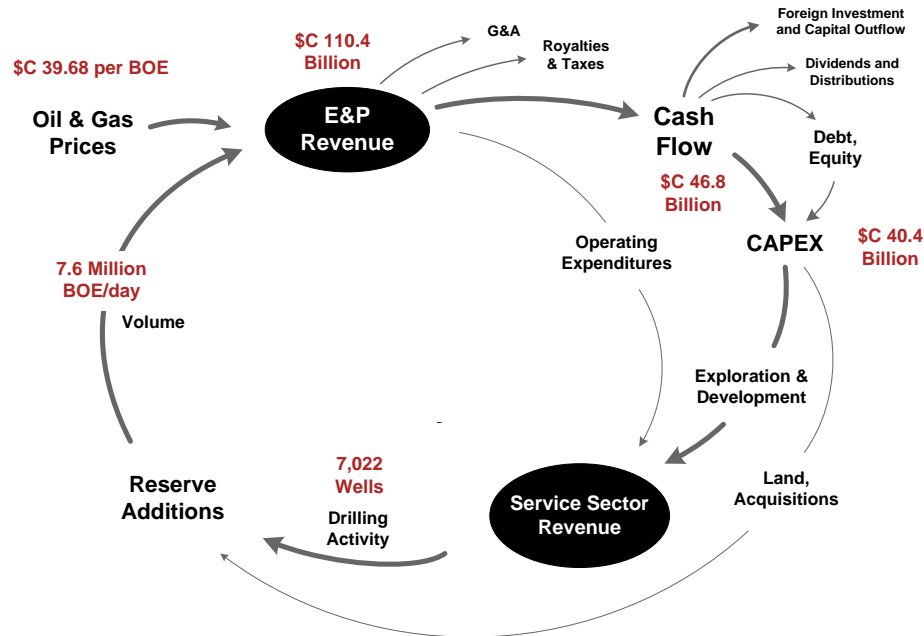 Foreign Investment
and Capital Outflow
G&A
$C 110.4
Billion
Royalties
& Taxes
$C 39.68 per BOE
Dividends and
Distributions
Oil & Gas
Prices
E&P
Revenue
Cash
Flow
Debt,
Equity
$C 46.8
Billion
CAPEX
$C 40.4
Billion
Operating
Expenditures
7.6 Million
BOE/day
Volume
Exploration &
Development
7,022
Wells
Reserve
Additions
Drilling
Activity
Service Sector
Revenue
Land,
Acquisitions